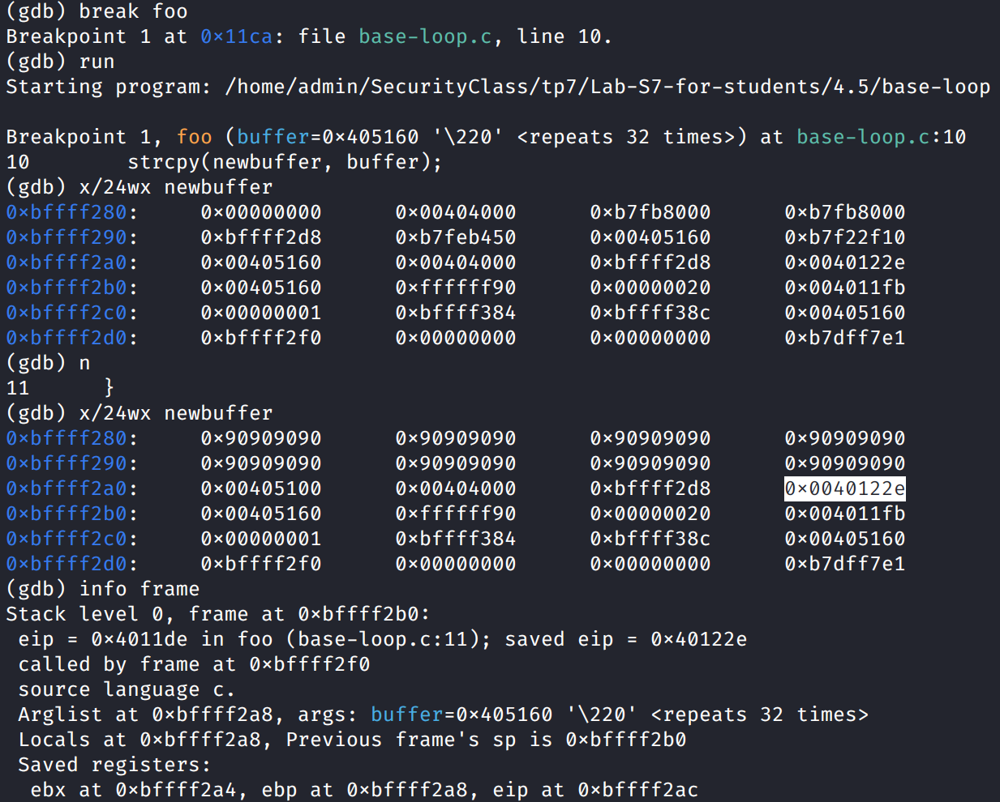 (gdb) break foo
Breakpoint 1 at 0x11ca: file base-loop.c, line 10.
(gdb) run
Starting program: /home/admin/SecurityClass/tp7/Lab-S7-for-students/4.5/base-loop
Breakpoint 1, foo (buffer=0x405160 '\220' <repeats 32 times>) at base-loop.c:10
10        strcpy(newbuffer, buffer);
(gdb) x/24wx newbuffer
0xbffff280:     0x00000000      0x00404000      0xb7fb8000      0xb7fb8000
0xbffff290:     0xbffff2d8      0xb7feb450      0x00405160      0xb7f22f10
0xbffff2a0:     0x00405160      0x00404000      0xbffff2d8      0x0040122e
0xbffff2b0:     0x00405160      0xffffff90      0x00000020      0x004011fb
0xbffff2c0:     0x00000001      0xbffff384      0xbffff38c      0x00405160
0xbffff2d0:     0xbffff2f0      0x00000000      0x00000000      0xb7dff7e1
(gdb) n
11      }
(gdb) x/24wx newbuffer
0xbffff280:     0x90909090      0x90909090      0x90909090      0x90909090
0xbffff290:     0x90909090      0x90909090      0x90909090      0x90909090
0xbffff2a0:     0x00405100      0x00404000      0xbffff2d8      0x0040122e
0xbffff2b0:     0x00405160      0xffffff90      0x00000020      0x004011fb
0xbffff2c0:     0x00000001      0xbffff384      0xbffff38c      0x00405160
0xbffff2d0:     0xbffff2f0      0x00000000      0x00000000      0xb7dff7e1
(gdb) info frame
Stack level 0, frame at 0xbffff2b0:
 eip = 0x4011de in foo (base-loop.c:11); saved eip = 0x40122e
 called by frame at 0xbffff2f0
 source language c.
 Arglist at 0xbffff2a8, args: buffer=0x405160 '\220' <repeats 32 times>
 Locals at 0xbffff2a8, Previous frame's sp is 0xbffff2b0
 Saved registers:
  ebx at 0xbffff2a4, ebp at 0xbffff2a8, eip at 0xbffff2ac